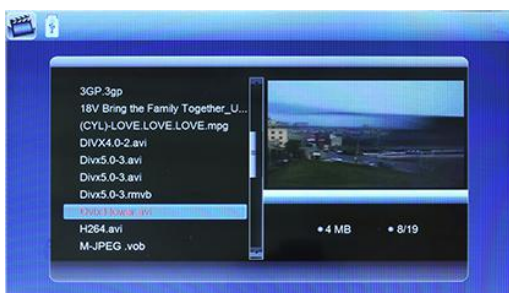 3GP.3gp
18V Bring the Family Together_U...
(CYL)-LOVE.LOVE.LOVE.mpg
DIVX4.0-2.avi
Divx5.0-3.avi
Divx5.0-3.avi
Divx5.0-3.rmvb
H264.avi
M-JPEG .vob
4 MB
8/19